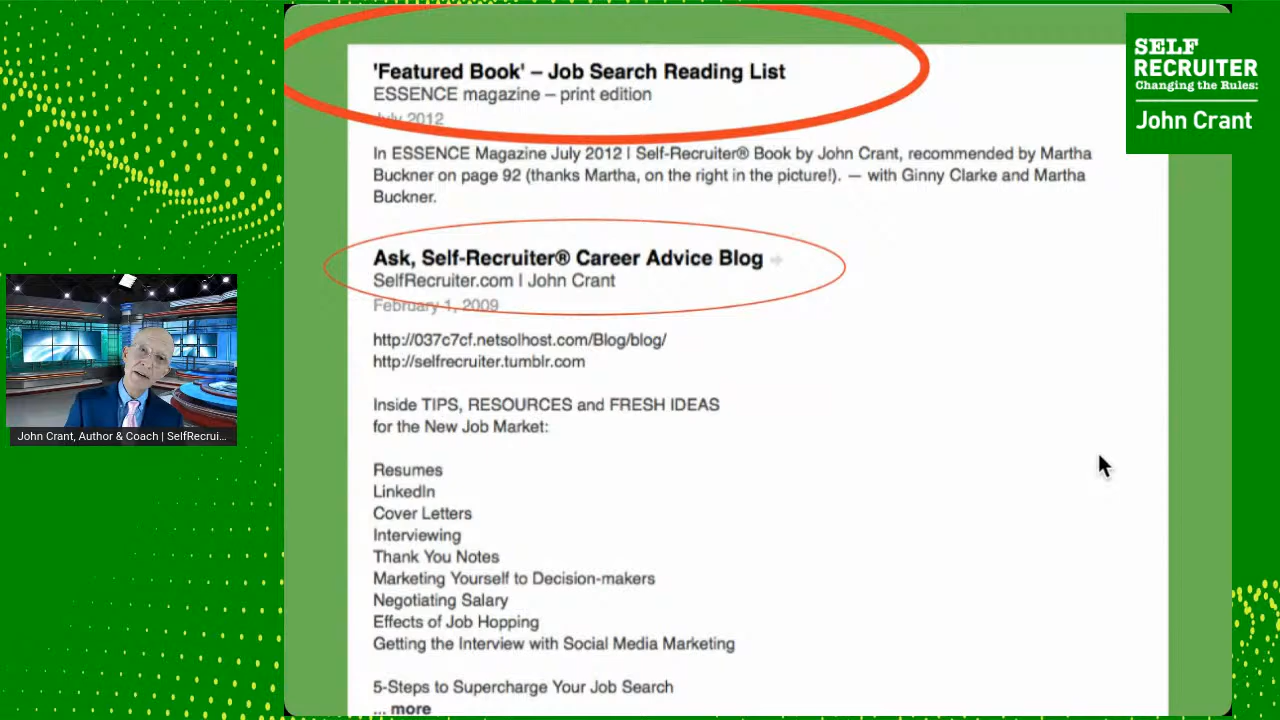 'Featured Book' – Job Search Reading List
ESSENCE magazine – print edition
July 2012
In ESSENCE Magazine July 2012 | Self-Recruiter® Book by John Crant, recommended by Martha
Buckner on page 92 (thanks Martha, on the right in the picture!). — with Ginny Clarke and Martha
Buckner.
Ask, Self-Recruiter® Career Advice Blog
SelfRecruiter.com | John Crant
February 1, 2009
http://037c7cf.netsolhost.com/Blog/blog/
http://selfrecruiter.tumblr.com
Inside TIPS, RESOURCES and FRESH IDEAS
for the New Job Market:
Resumes
LinkedIn
Cover Letters
Interviewing
Thank You Notes
Marketing Yourself to Decision-makers
Negotiating Salary
Effects of Job Hopping
Getting the Interview with Social Media Marketing
5-Steps to Supercharge Your Job Search
... more
SELF
RECRUITER
Changing the Rules:
John Crant
John Crant, Author & Coach | SelfRecrui...